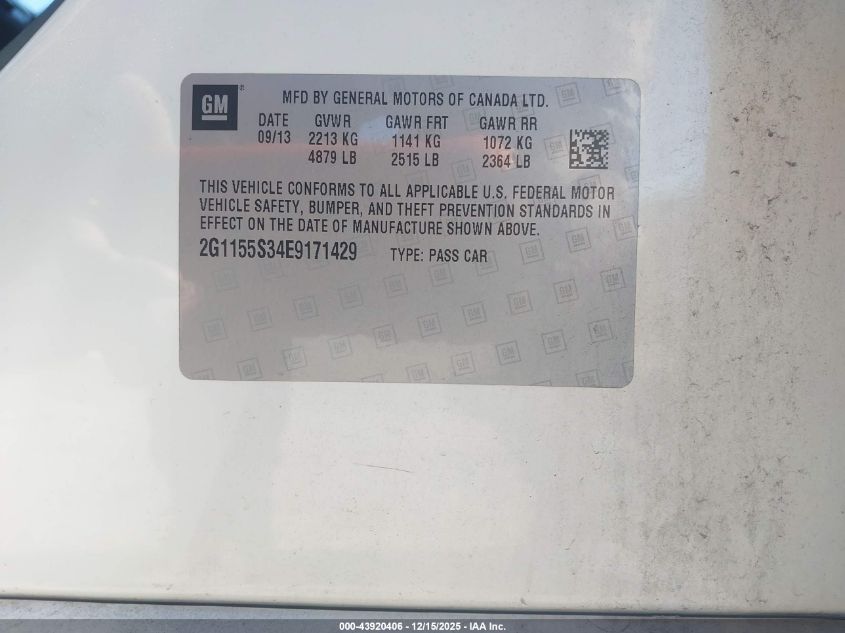 GM
MFD BY GENERAL MOTORS OF CANADA LTD.
DATE GVWR GAWR FRT GAWR RR
09/13 2213 KG 1141 KG 1072 KG
4879 LB 2515 LB 2364 LB
THIS VEHICLE CONFORMS TO ALL APPLICABLE U.S. FEDERAL MOTOR
VEHICLE SAFETY, BUMPER, AND THEFT PREVENTION STANDARDS IN
EFFECT ON THE DATE OF MANUFACTURE SHOWN ABOVE.
2G1155S34E9171429 TYPE: PASS CAR
000-43920406 - 12/15/2025 - IAA Inc.